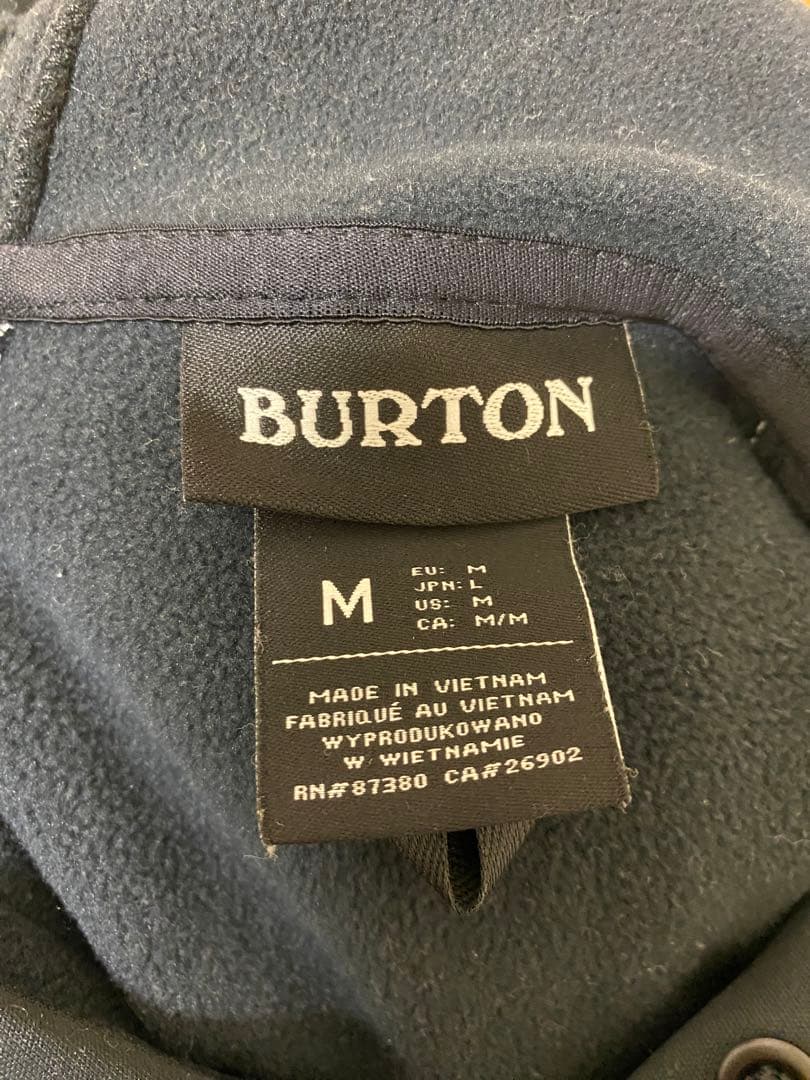 BURTON
M
EU: M
JPN: L
US: M
CA: M/M
MADE IN VIETNAM
FABRIQUÉ AU VIETNAM
WYPRODUKOWANO
W WIETNAMIE
RN#87380 CA#26902